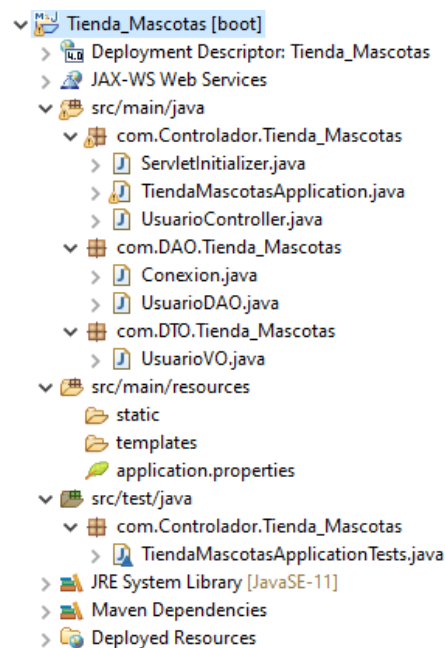 Tienda_Mascotas [boot]
Deployment Descriptor: Tienda_Mascotas
JAX-WS Web Services
src/main/java
com.Controlador.Tienda_Mascotas
ServletInitializer.java
TiendaMascotasApplication.java
UsuarioController.java
com.DAO.Tienda_Mascotas
Conexion.java
UsuarioDAO.java
com.DTO.Tienda_Mascotas
UsuarioVO.java
src/main/resources
static
templates
application.properties
src/test/java
com.Controlador.Tienda_Mascotas
TiendaMascotasApplicationTests.java
JRE System Library [JavaSE-11]
Maven Dependencies
Deployed Resources